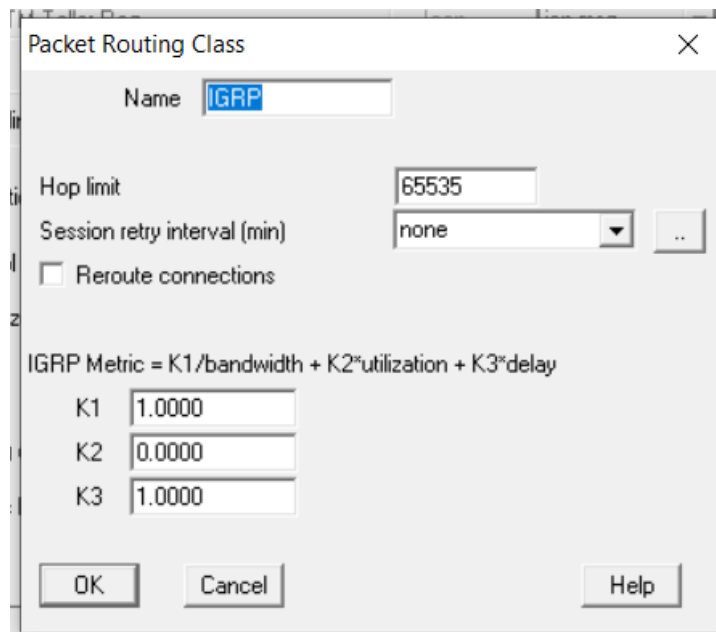 Packet Routing Class
Name IGRP
Hop limit 65535
Session retry interval (min) none ..
Reroute connections
IGRP Metric = K1/bandwidth + K2*utilization + K3*delay
K1 1.0000
K2 0.0000
K3 1.0000
OK Cancel Help